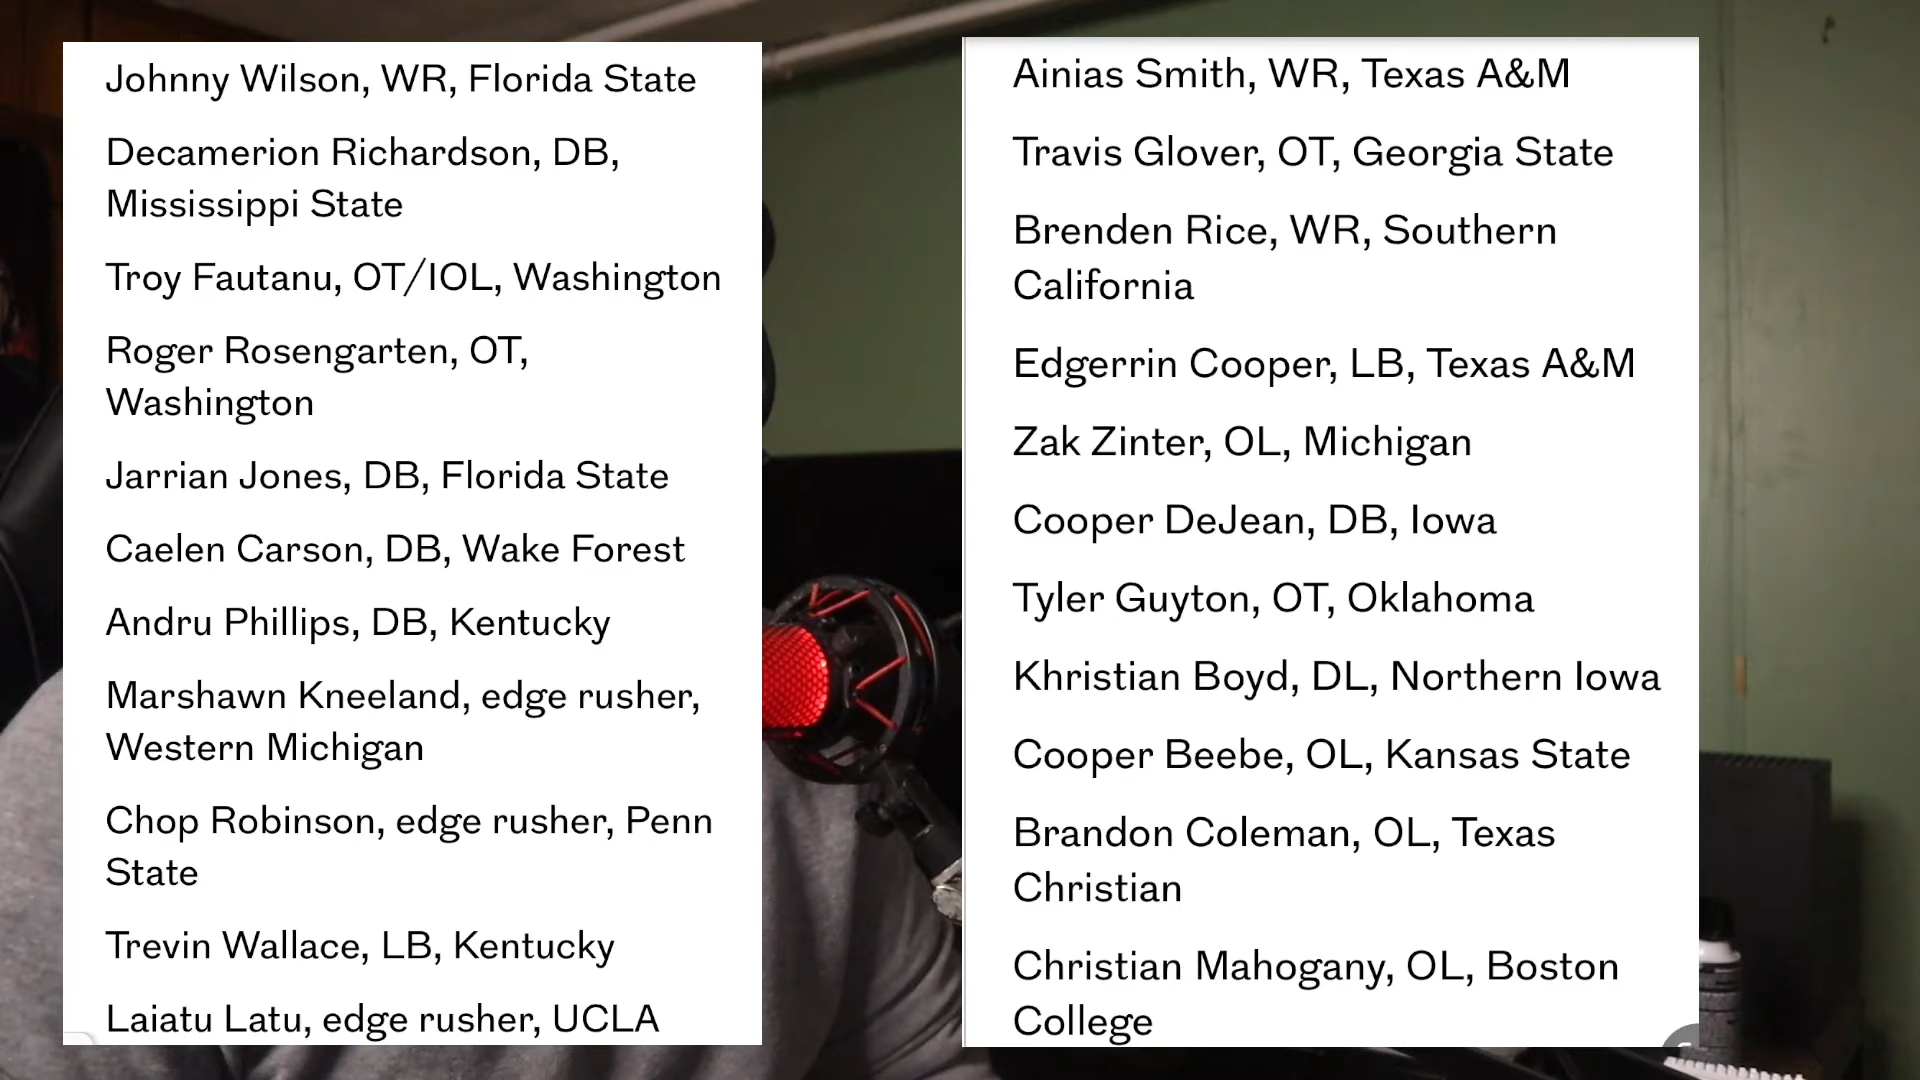 Johnny Wilson, WR, Florida State
Decamerion Richardson, DB,
Mississippi State
Troy Fautanu, OT/IOL, Washington
Roger Rosengarten, OT,
Washington
Jarrian Jones, DB, Florida State
Caelen Carson, DB, Wake Forest
Andru Phillips, DB, Kentucky
Marshawn Kneeland, edge rusher,
Western Michigan
Chop Robinson, edge rusher, Penn
State
Trevin Wallace, LB, Kentucky
Laiatu Latu, edge rusher, UCLA
Ainias Smith, WR, Texas A&M
Travis Glover, OT, Georgia State
Brenden Rice, WR, Southern
California
Edgerrin Cooper, LB, Texas A&M
Zak Zinter, OL, Michigan
Cooper DeJean, DB, Iowa
Tyler Guyton, OT, Oklahoma
Khristian Boyd, DL, Northern Iowa
Cooper Beebe, OL, Kansas State
Brandon Coleman, OL, Texas
Christian
Christian Mahogany, OL, Boston
College